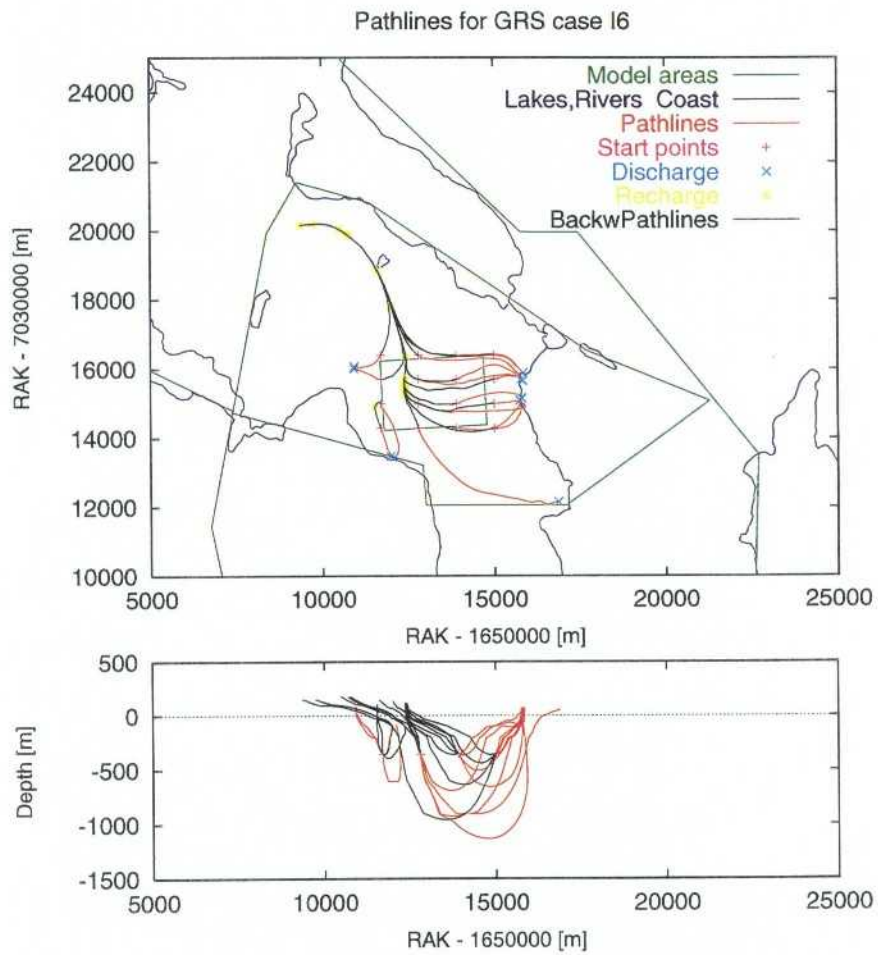 Pathlines for GRS case I6
Model areas
Lakes,Rivers Coast
Pathlines
Start points
Discharge
Recharge
BackwPathlines
RAK - 7030000 [m]
24000
22000
20000
18000
16000
14000
12000
10000
5000 10000 15000 20000 25000
RAK - 1650000 [m]
Depth [m]
500
0
-500
-1000
-1500
5000 10000 15000 20000 25000
RAK - 1650000 [m]